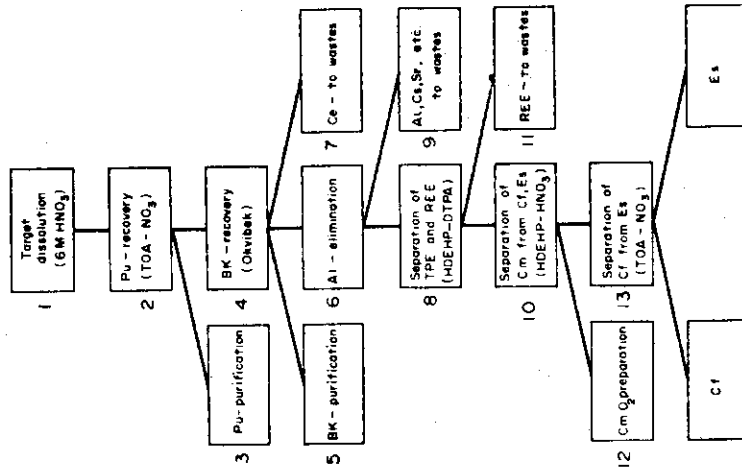 1
Target
dissolution
(6M HNO3)
2
Pu-recovery
(TOA-NO3)
3
Pu-purification
4
BK-recovery
(Okvibek)
5
BK-purification
6
Al-elimination
7
Ce-to wastes
8
Separation of
TPE and REE
(HDEHP-DTPA)
9
Al,Cs,Sr, etc.
to wastes
10
Separation of
Cm from Cf,Es
(HDEHP-HNO3)
11
REE-to wastes
12
CmO2 preparation
13
Separation of
Cf from Es
(TOA-NO3)
Cf
Es